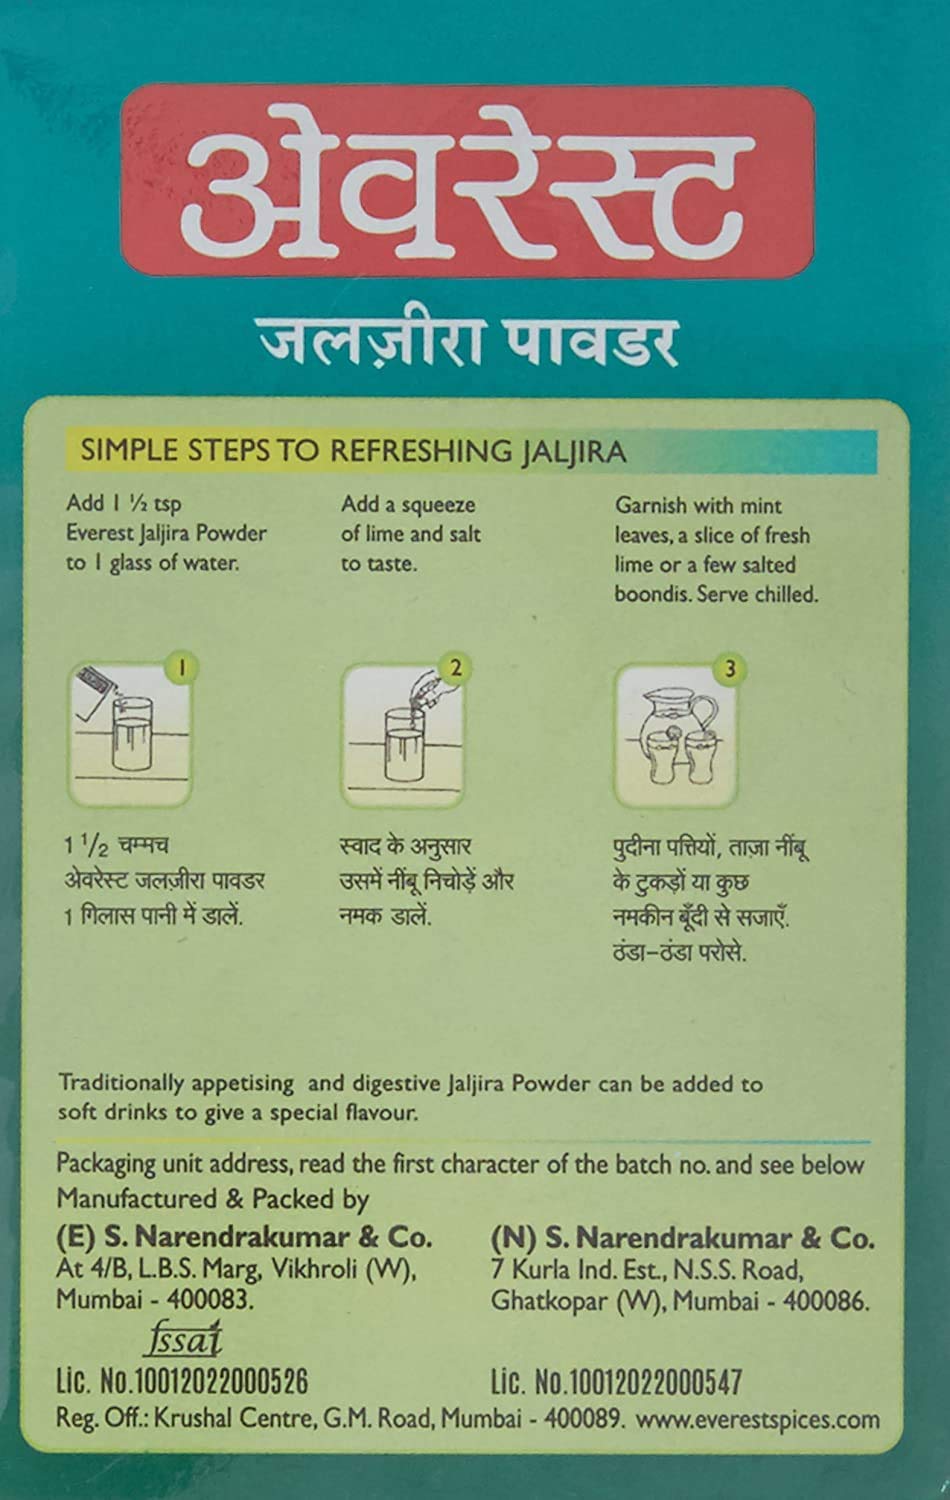 अेवरेस्ट
जलज़ीरा पावडर
SIMPLE STEPS TO REFRESHING JALJIRA
Add 1 ½ tsp
Everest Jaljira Powder
to 1 glass of water.
Add a squeeze
of lime and salt
to taste.
Garnish with mint
leaves, a slice of fresh
lime or a few salted
boondis. Serve chilled.
1
2
3
1 1/2 चम्मच
अेवरेस्ट जलज़ीरा पावडर
1 गिलास पानी में डालें.
स्वाद के अनुसार
उसमें नींबू निचोड़ें और
नमक डालें.
पुदीना पत्तियों, ताज़ा नींबू
के टुकड़ों या कुछ
नमकीन बूँदी से सजाएँ.
ठंडा-ठंडा परोसे.
Traditionally appetising and digestive Jaljira Powder can be added to
soft drinks to give a special flavour.
Packaging unit address, read the first character of the batch no. and see below
Manufactured & Packed by
(E) S. Narendrakumar & Co.
At 4/B, L.B.S. Marg, Vikhroli (W),
Mumbai - 400083.
fssai
Lic. No.10012022000526
(N) S. Narendrakumar & Co.
7 Kurla Ind. Est., N.S.S. Road,
Ghatkopar (W), Mumbai - 400086.
Lic. No.10012022000547
Reg. Off.: Krushal Centre, G.M. Road, Mumbai - 400089. www.everestspices.com